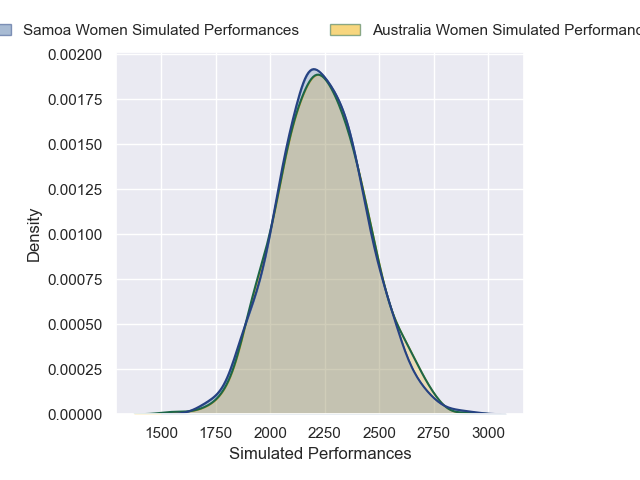 Samoa Women Simulated Performances
Australia Women Simulated Performanc
0.00200
0.00175
0.00150
0.00125
0.00100
0.00075
0.00050
0.00025
0.00000
Density
1500 1750 2000 2250 2500 2750 3000
Simulated Performances